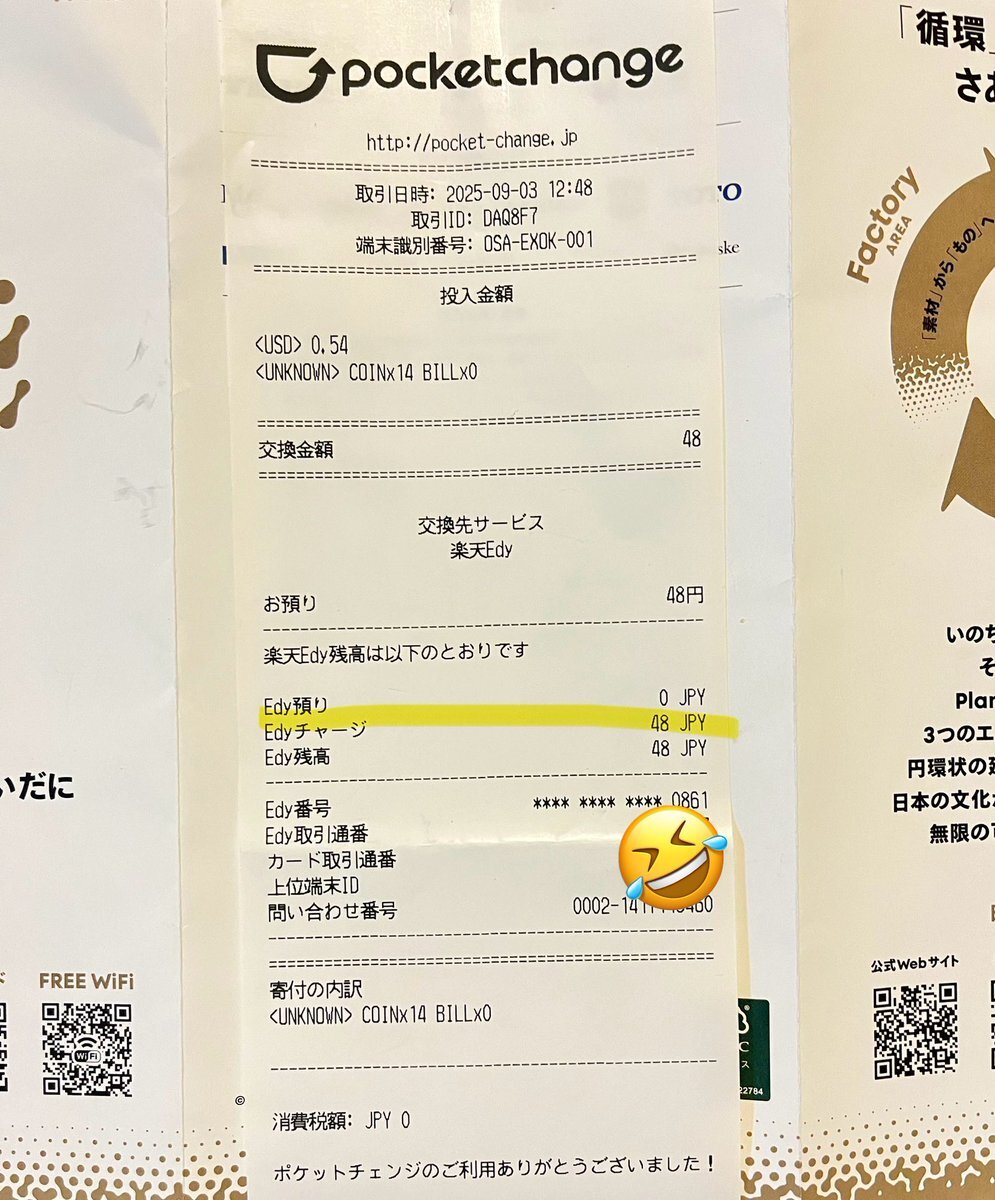 pocketchange
http://pocket-change.jp
取引日時: 2025-09-03 12:48
取引ID: DAQ8F7
端末識別番号: OSA-EXOK-001
投入金額
<USD> 0.54
<UNKNOWN> COINx14 BILLx0
交換金額 48
交換先サービス
楽天Edy
お預り 48円
楽天Edy残高は以下のとおりです
Edy預り 0 JPY
Edyチャージ 48 JPY
Edy残高 48 JPY
Edy番号 **** **** **** 0861
Edy取引通番
カード取引通番
上位端末ID
問い合わせ番号
寄付の内訳
<UNKNOWN> COINx14 BILLx0
消費税額: JPY 0
ポケットチェンジのご利用ありがとうございました！
いだに
FREE WiFi
WiFi
©
「循環」
Factory
AREA
「素材」から「もの」へ
いのち
Plan
3つのエ
円環状の
日本の文化
無限の
公式Webサイト
22784